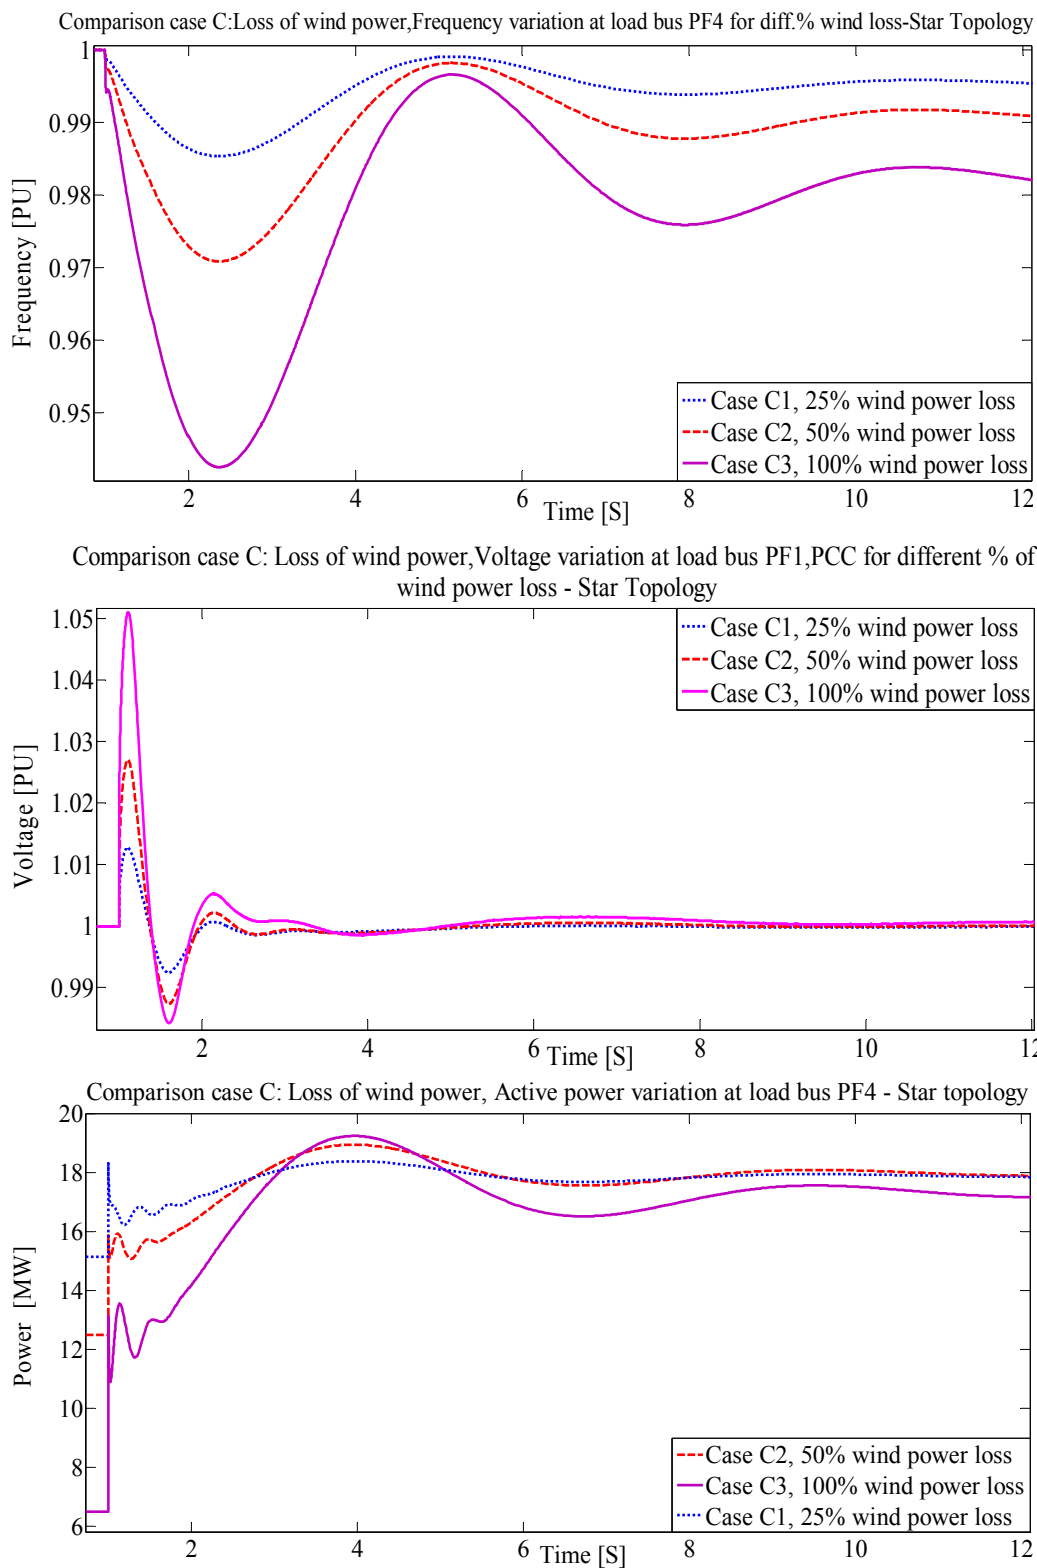 Comparison case C:Loss of wind power,Frequency variation at load bus PF4 for diff.% wind loss-Star Topology
1
0.99
0.98
0.97
0.96
0.95
Frequency [PU]
Case C1, 25% wind power loss
Case C2, 50% wind power loss
Case C3, 100% wind power loss
2 4 6 8 10 12
Time [S]
Comparison case C: Loss of wind power,Voltage variation at load bus PF1,PCC for different % of
wind power loss - Star Topology
1.05
1.04
1.03
1.02
1.01
1
0.99
Voltage [PU]
Case C1, 25% wind power loss
Case C2, 50% wind power loss
Case C3, 100% wind power loss
2 4 6 8 10 12
Time [S]
Comparison case C: Loss of wind power, Active power variation at load bus PF4 - Star topology
20
18
16
14
12
10
8
6
Power [MW]
Case C2, 50% wind power loss
Case C3, 100% wind power loss
Case C1, 25% wind power loss
2 4 6 8 10 12
Time [S]